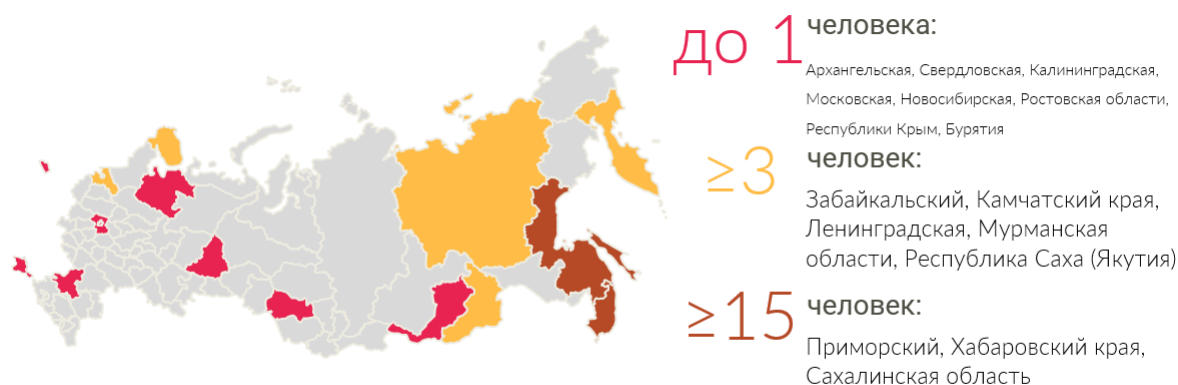 до 1 человека:
Архангельская, Свердловская, Калининградская,
Московская, Новосибирская, Ростовская области,
Республики Крым, Бурятия
≥3 человек:
Забайкальский, Камчатский края,
Ленинградская, Мурманская
области, Республика Саха (Якутия)
≥15 человек:
Приморский, Хабаровский края,
Сахалинская область